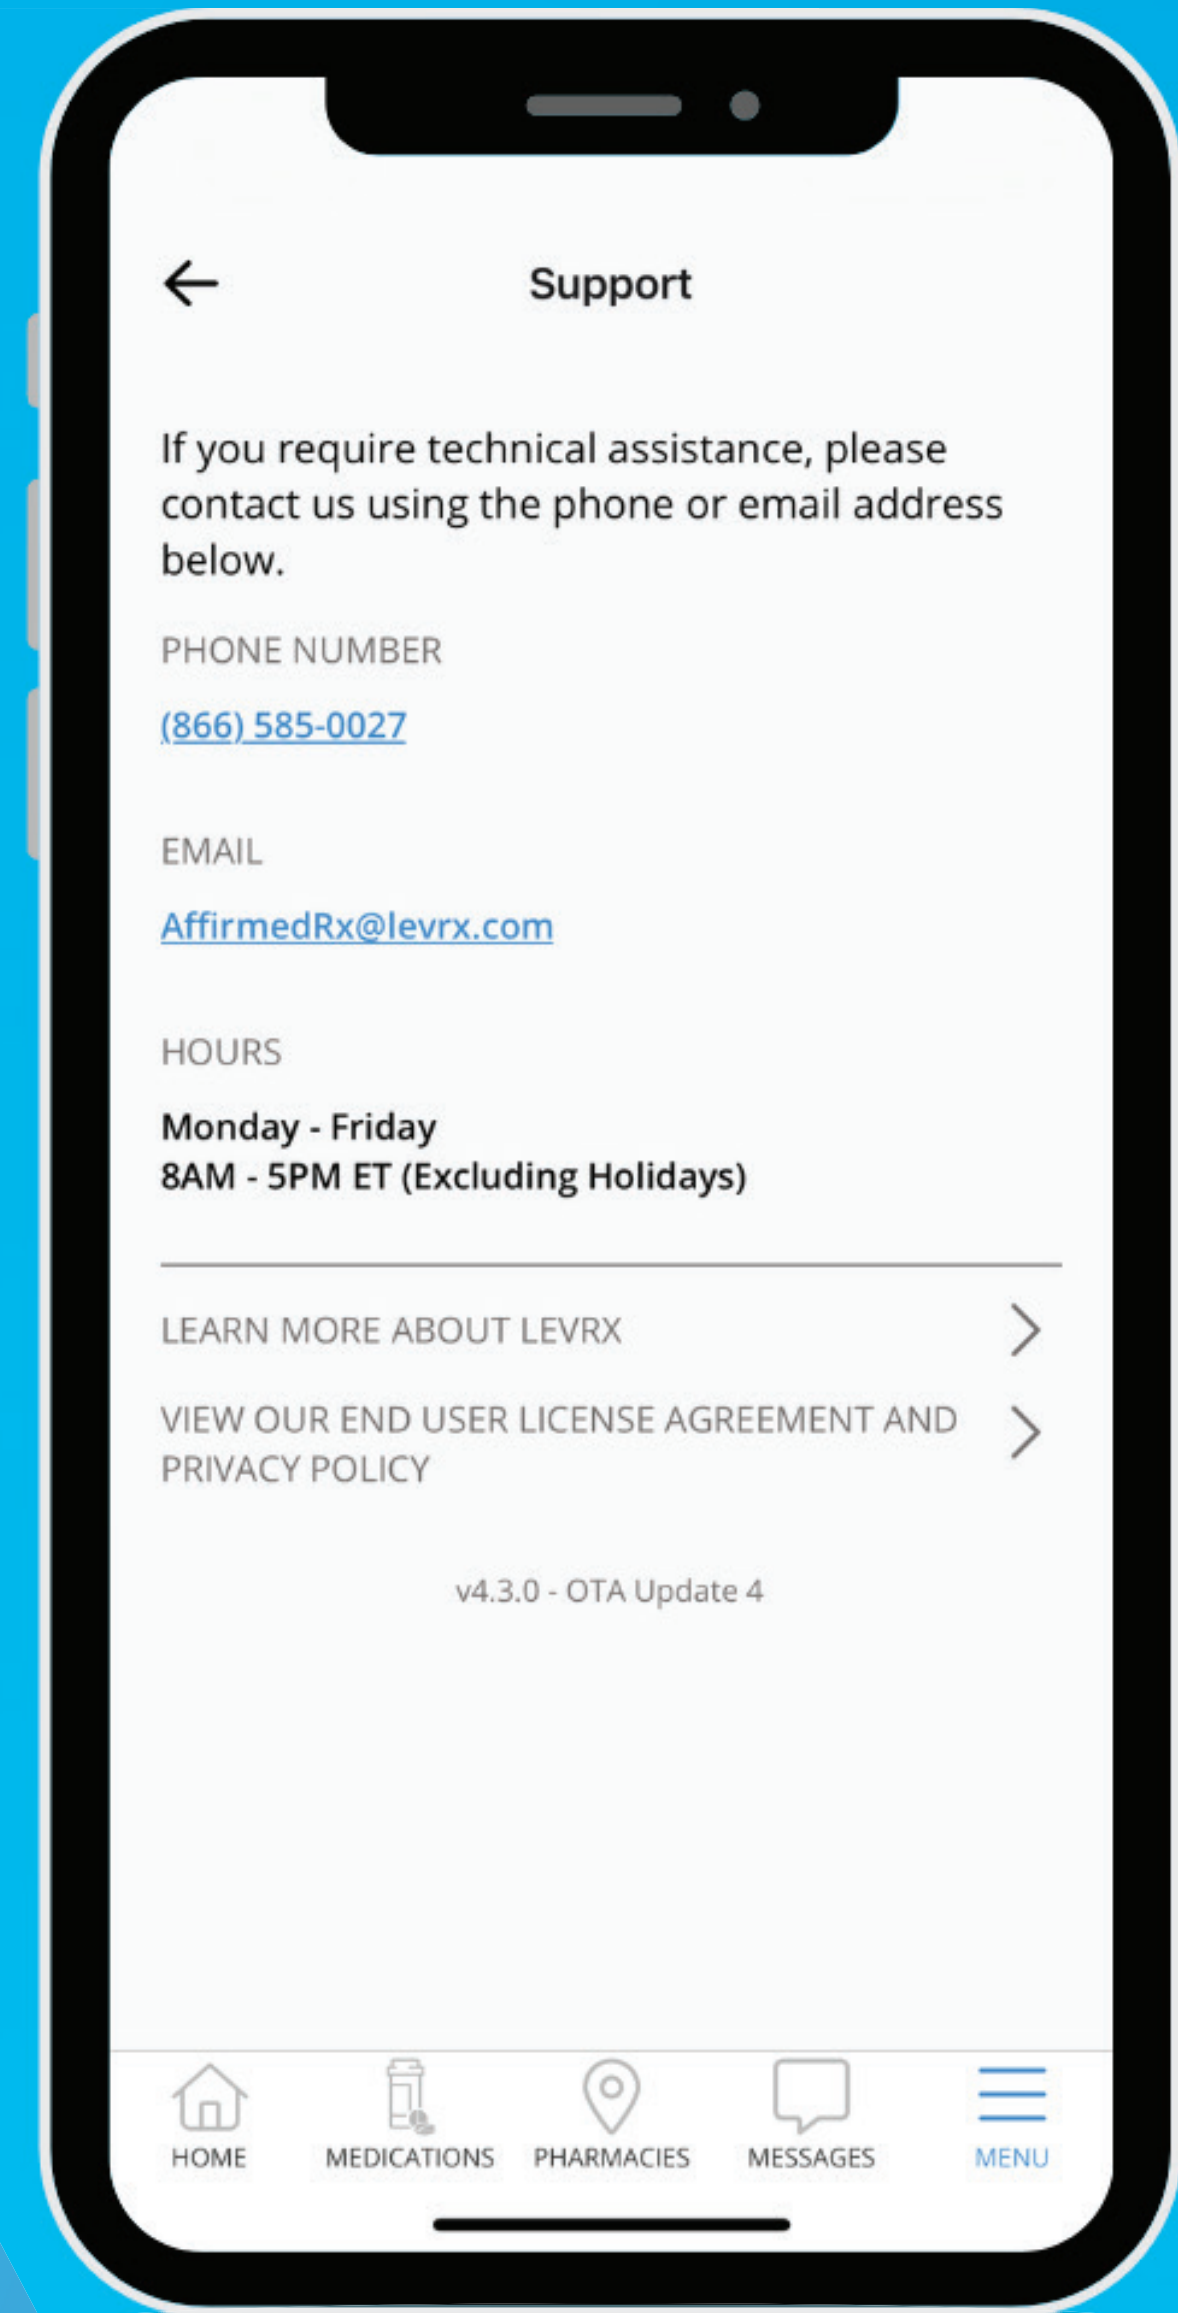 Support
If you require technical assistance, please
contact us using the phone or email address
below.
PHONE NUMBER
(866) 585-0027
EMAIL
AffirmedRx@levrx.com
HOURS
Monday - Friday
8AM - 5PM ET (Excluding Holidays)
LEARN MORE ABOUT LEVRX
VIEW OUR END USER LICENSE AGREEMENT AND
PRIVACY POLICY
v4.3.0 - OTA Update 4
HOME MEDICATIONS PHARMACIES MESSAGES MENU